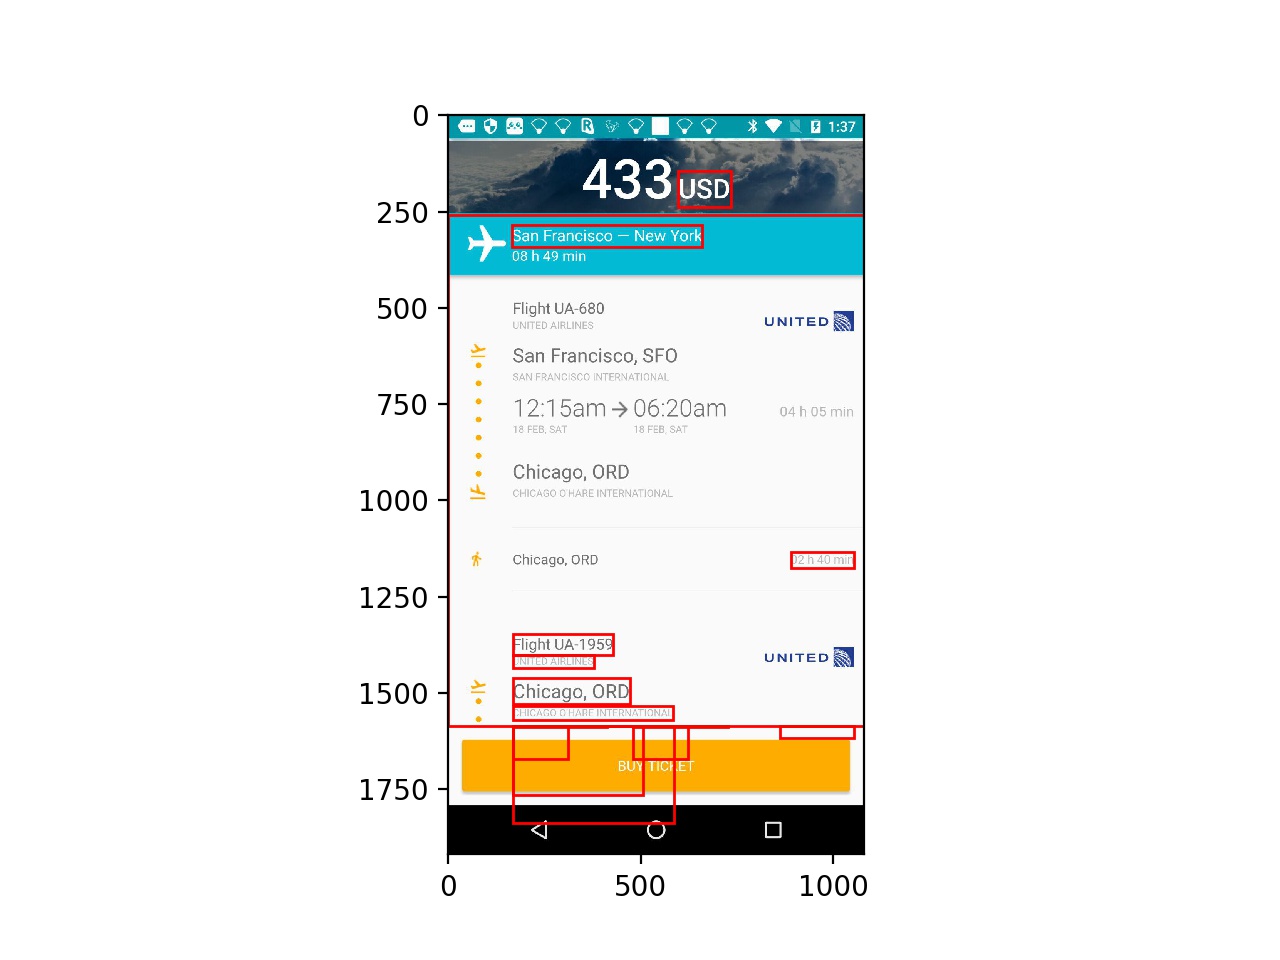 0
1:37
433 USD
250
San Francisco — New York
08 h 49 min
500
Flight UA-680
UNITED AIRLINES
UNITED
San Francisco, SFO
SAN FRANCISCO INTERNATIONAL
750
12:15am → 06:20am
04 h 05 min
18 FEB, SAT
18 FEB, SAT
Chicago, ORD
1000
CHICAGO O'HARE INTERNATIONAL
Chicago, ORD
02 h 40 min
1250
Flight UA-1959
UNITED AIRLINES
UNITED
1500
Chicago, ORD
CHICAGO O'HARE INTERNATIONAL
BUY TICKET
1750
0
500
1000